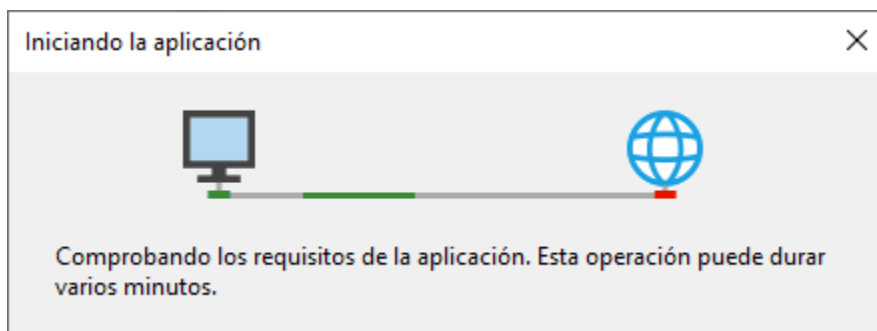 Iniciando la aplicación
Comprobando los requisitos de la aplicación. Esta operación puede durar
varios minutos.